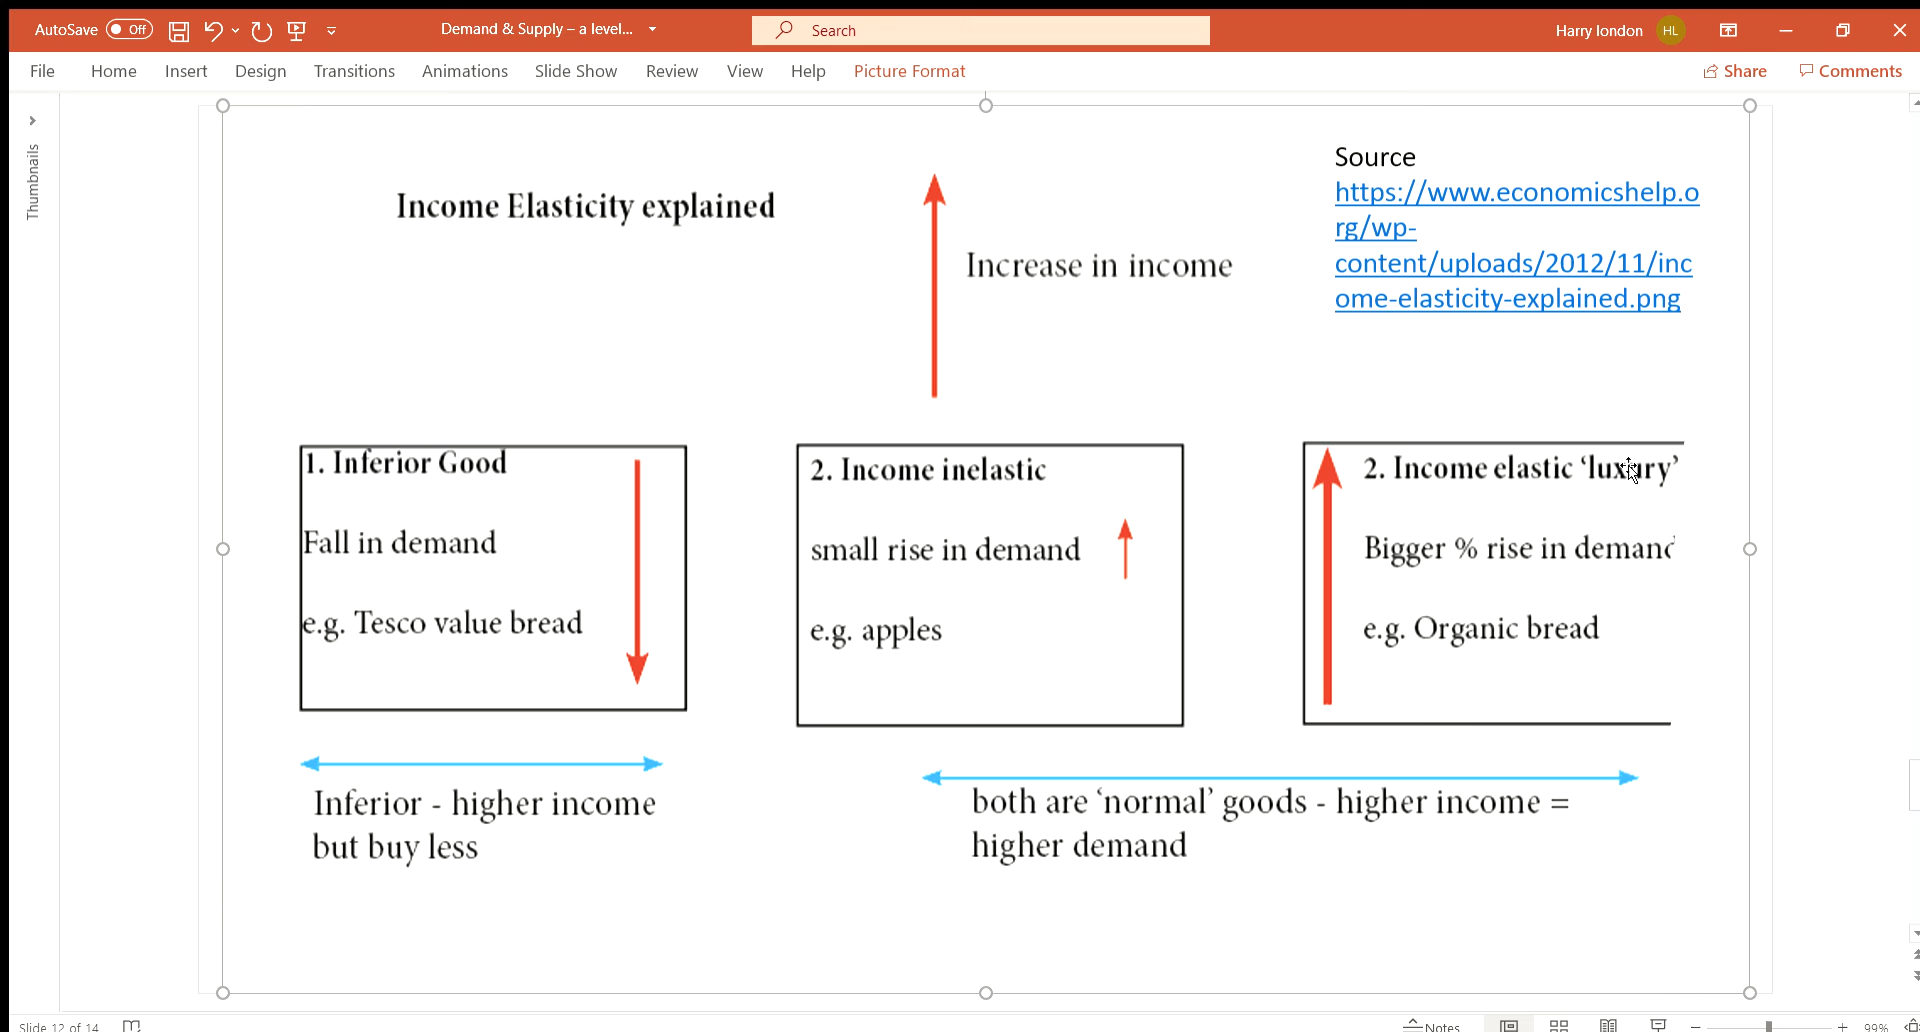 AutoSave Off Demand & Supply – a level... Search Harry london HL
File Home Insert Design Transitions Animations Slide Show Review View Help Picture Format Share Comments
Thumbnails
Source
https://www.economicshelp.o
rg/wp-
content/uploads/2012/11/inc
ome-elasticity-explained.png
Income Elasticity explained
Increase in income
1. Inferior Good
Fall in demand
e.g. Tesco value bread
2. Income inelastic
small rise in demand
e.g. apples
2. Income elastic ‘luxury’
Bigger % rise in demand
e.g. Organic bread
Inferior - higher income
but buy less
both are ‘normal’ goods - higher income =
higher demand
Slide 12 of 14 Notes 99%